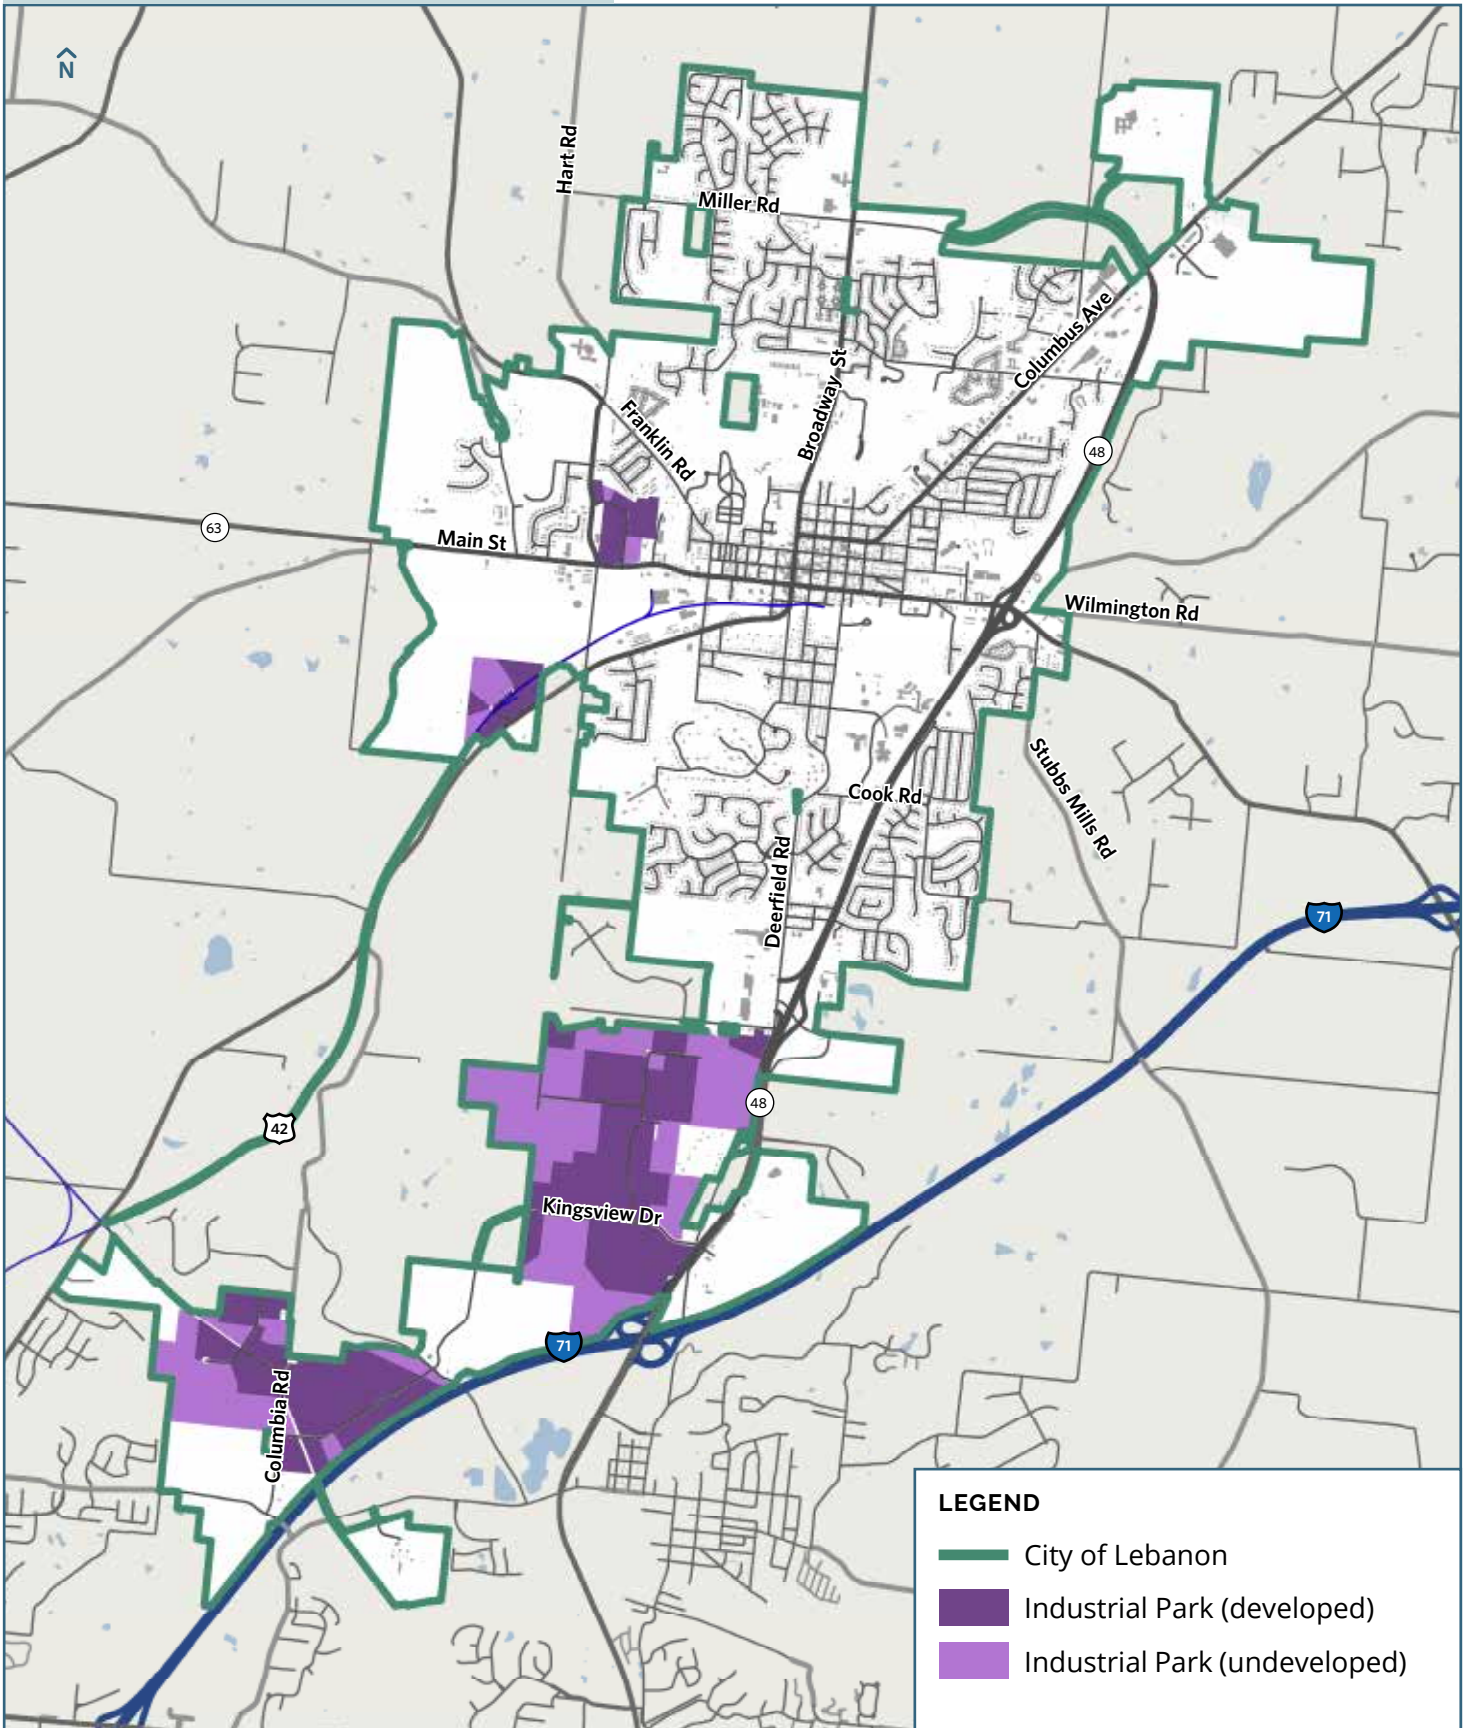 N
Hart Rd
Miller Rd
Columbus Ave
Broadway St
Franklin Rd
48
63
Main St
Wilmington Rd
Stubbs Mills Rd
Cook Rd
Deerfield Rd
71
48
42
Kingsview Dr
71
Columbia Rd
LEGEND
City of Lebanon
Industrial Park (developed)
Industrial Park (undeveloped)